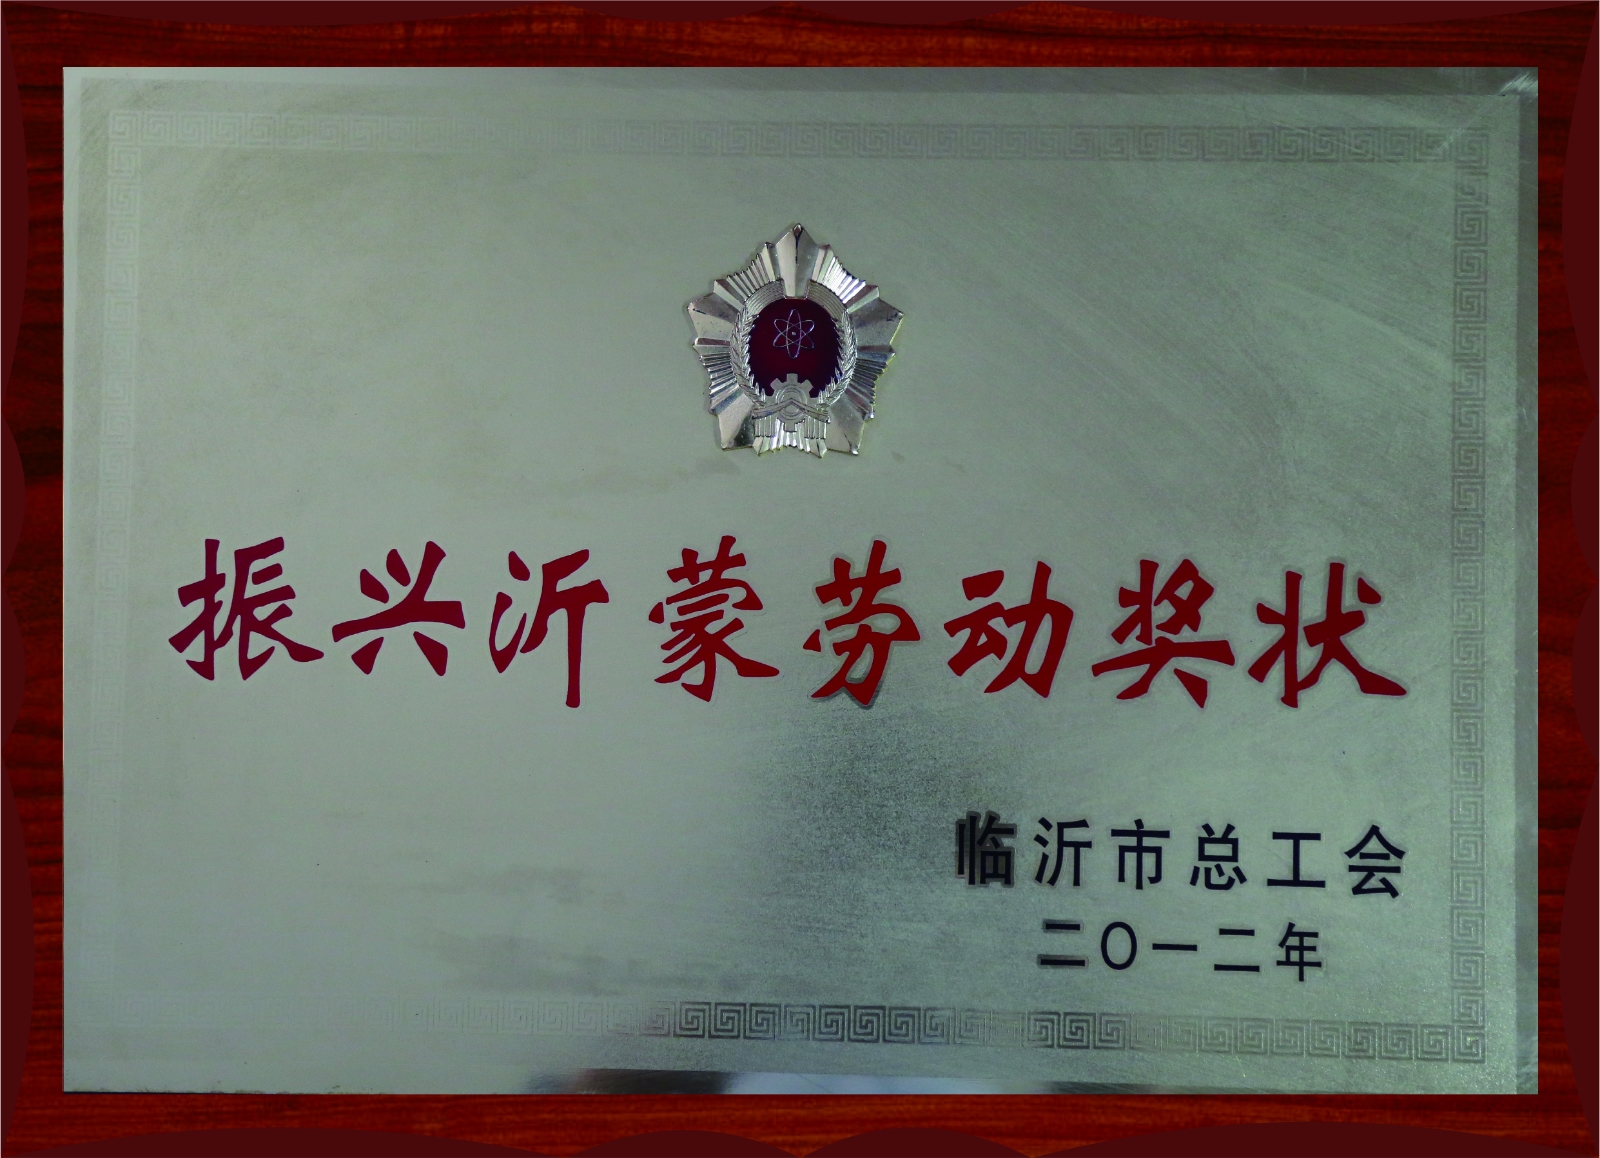 振兴沂蒙劳动奖状
临沂市总工会
二〇一二年